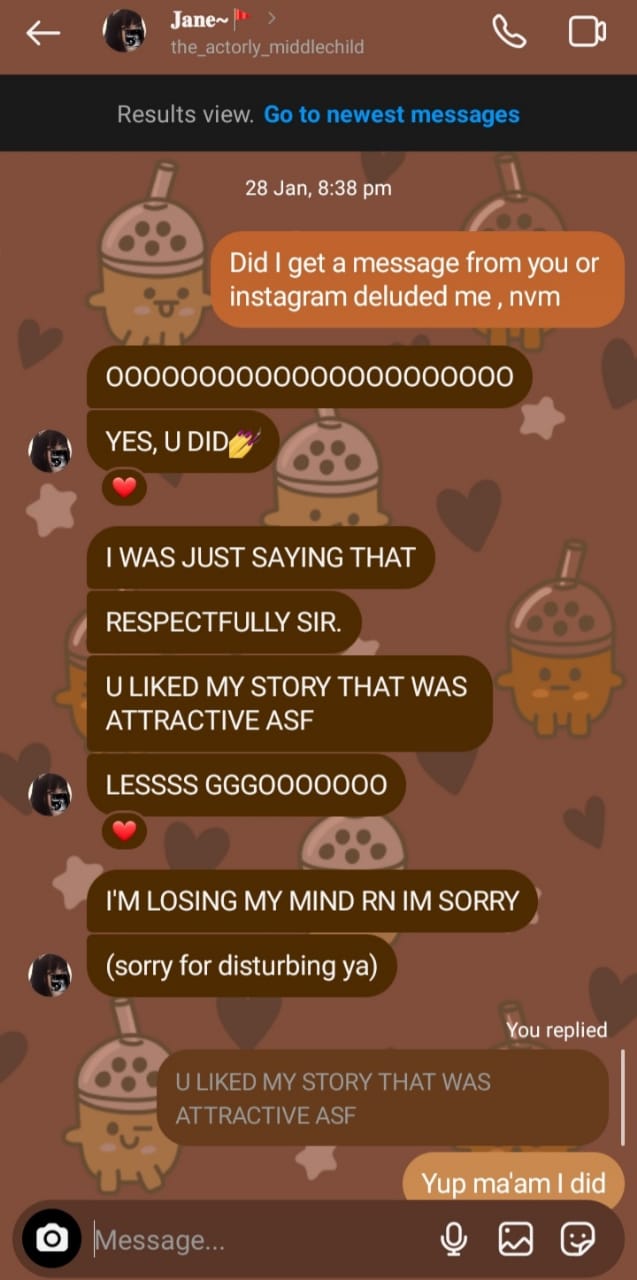 Jane~🚩 >
the_actorly_middlechild
Results view. Go to newest messages
28 Jan, 8:38 pm
Did I get a message from you or
instagram deluded me , nvm
OOOOOOOOOOOOOOOOOOOOOOO
YES, U DID💅
❤️
I WAS JUST SAYING THAT
RESPECTFULLY SIR.
U LIKED MY STORY THAT WAS
ATTRACTIVE ASF
LESSSS GGGOOOOOOO
❤️
I'M LOSING MY MIND RN IM SORRY
(sorry for disturbing ya)
You replied
U LIKED MY STORY THAT WAS
ATTRACTIVE ASF
Yup ma'am I did
Message...